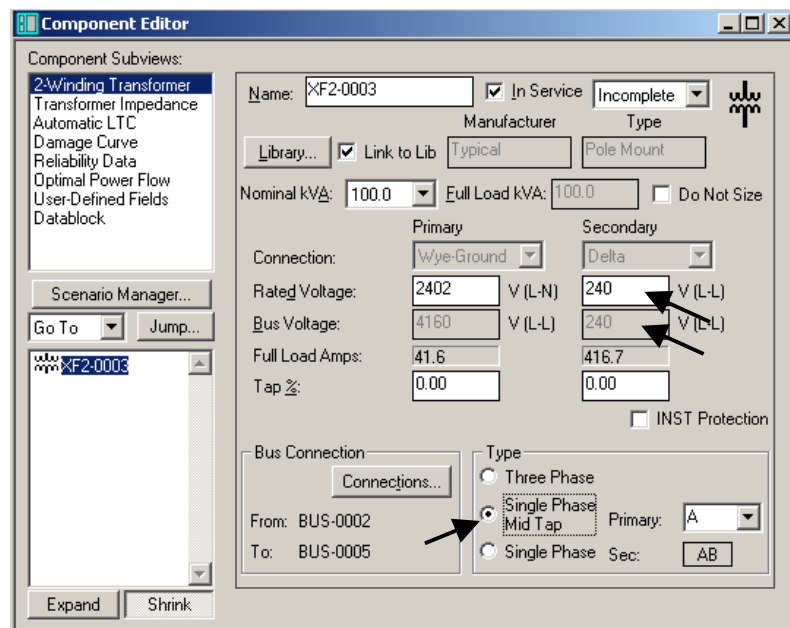 Component Editor
Component Subviews:
2-Winding Transformer
Transformer Impedance
Automatic LTC
Damage Curve
Reliability Data
Optimal Power Flow
User-Defined Fields
Datablock
Scenario Manager...
Go To Jump...
XF2-0003
Expand Shrink
Name: XF2-0003 In Service Incomplete
Manufacturer Type
Library... Link to Lib Typical Pole Mount
Nominal kVA: 100.0 Full Load kVA: 100.0 Do Not Size
Primary Secondary
Connection: Wye-Ground Delta
Rated Voltage: 2402 V (L-N) 240 V (L-L)
Bus Voltage: 4160 V (L-L) 240 V (L-L)
Full Load Amps: 41.6 416.7
Tap %: 0.00 0.00
INST Protection
Bus Connection
Connections...
From: BUS-0002
To: BUS-0005
Type
Three Phase
Single Phase
Mid Tap Primary: A
Single Phase Sec: AB